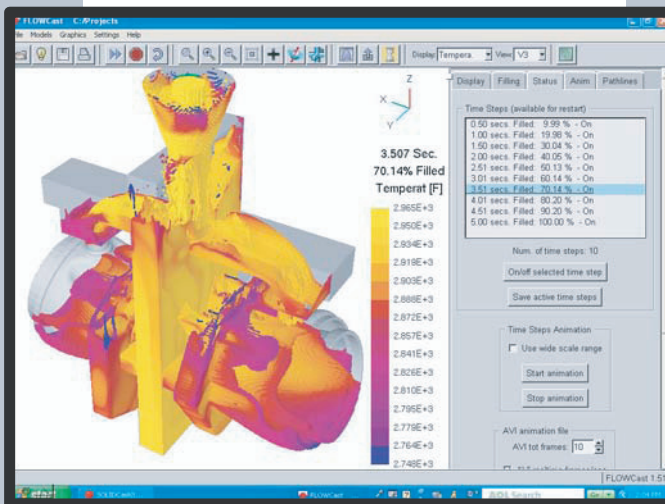 FLOWCast C:/Projects
File Models Graphics Settings Help
Display: Tempera. View: V3
Display Filling Status Anim Pathlines
Time Steps (available for restart)
0.50 secs. Filled: 9.99 % - On
1.00 secs. Filled: 19.98 % - On
1.50 secs. Filled: 30.04 % - On
2.00 secs. Filled: 40.05 % - On
2.51 secs. Filled: 50.13 % - On
3.01 secs. Filled: 60.14 % - On
3.51 secs. Filled: 70.14 % - On
4.01 secs. Filled: 80.20 % - On
4.51 secs. Filled: 90.20 % - On
5.00 secs. Filled: 100.00 % - On
Num. of time steps: 10
On/off selected time step
Save active time steps
Time Steps Animation
Use wide scale range
Start animation
Stop animation
AVI animation file
AVI tot frames: 10
Z
X
Y
3.507 Sec.
70.14% Filled
Temperat [F]
2.965E+3
2.950E+3
2.934E+3
2.919E+3
2.903E+3
2.888E+3
2.872E+3
2.857E+3
2.841E+3
2.826E+3
2.810E+3
2.795E+3
2.779E+3
2.764E+3
2.748E+3
FLOWCast 1.51
start
SOLIDCast
FLOWCast
AOL Search
Go